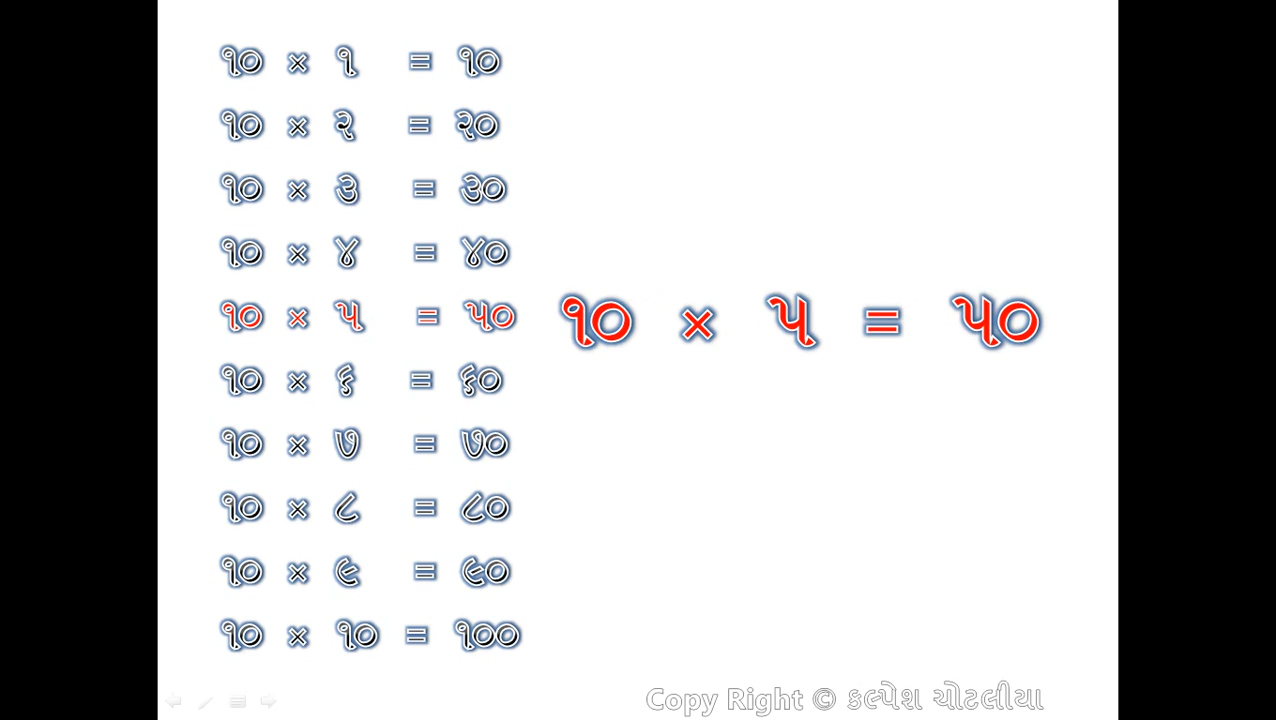 ૧૦ × ૧ = ૧૦
૧૦ × ૨ = ૨૦
૧૦ × ૩ = ૩૦
૧૦ × ૪ = ૪૦
૧૦ × ૫ = ૫૦
૧૦ × ૫ = ૫૦
૧૦ × ૬ = ૬૦
૧૦ × ૭ = ૭૦
૧૦ × ૮ = ૮૦
૧૦ × ૯ = ૯૦
૧૦ × ૧૦ = ૧૦૦
Copy Right © કલ્પેશ ચોટલીયા